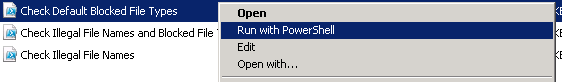 Check Default Blocked File Types
Open
Run with PowerShell
Check Illegal File Names and Blocked File
Edit
Check Illegal File Names
Open with...